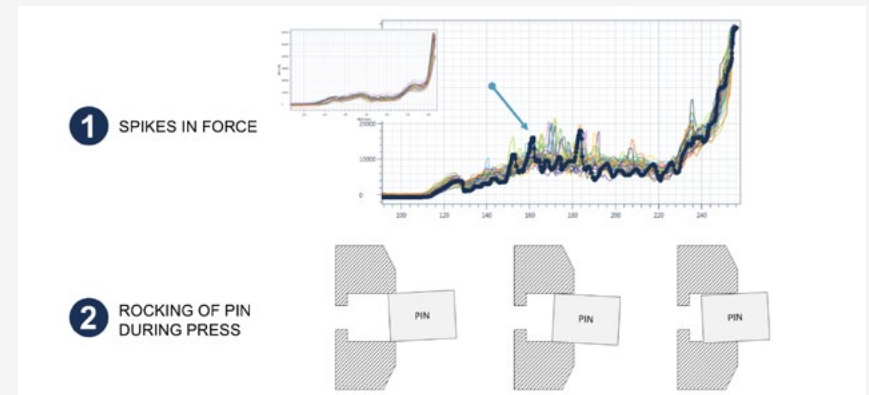 1
SPIKES IN FORCE
20000
10000
0
100 120 140 160 180 200 220 240
2
ROCKING OF PIN
DURING PRESS
PIN
PIN
PIN